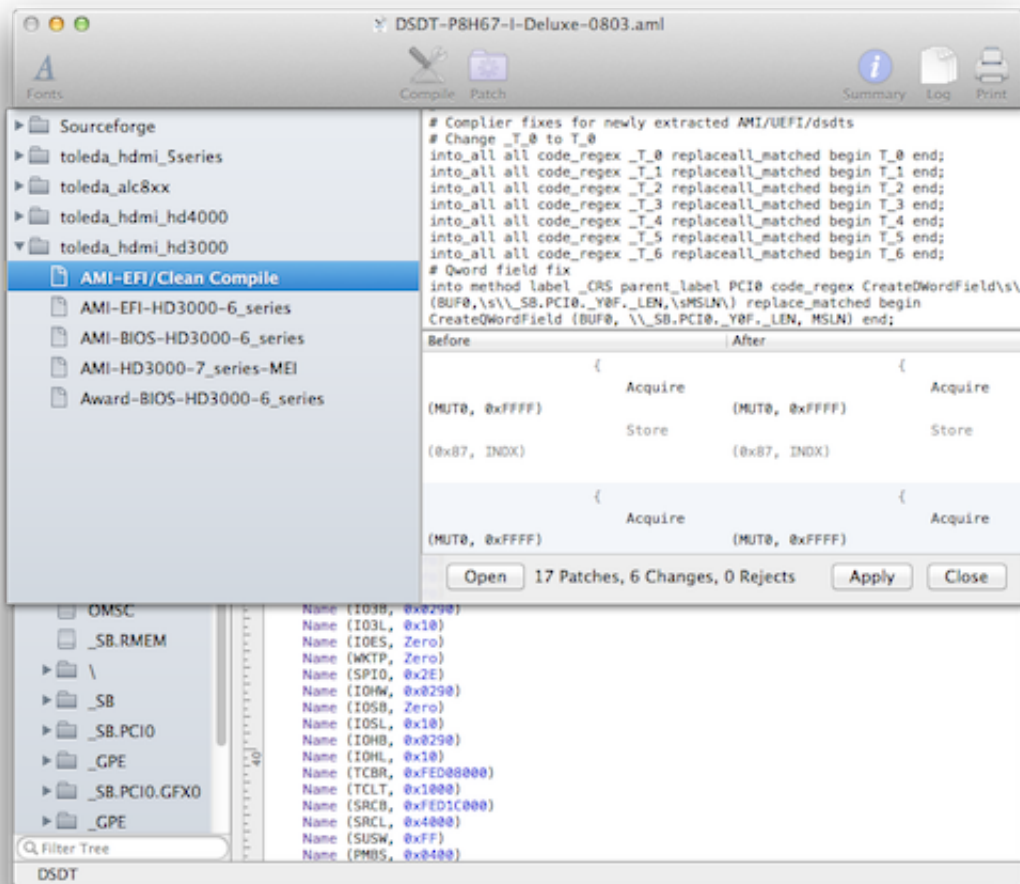 DSDT-P8H67-I-Deluxe-0803.aml
A
Fonts
Compile
Patch
i
Summary
Log
Print
Sourceforge
toleda_hdmi_5series
toleda_alc8xx
toleda_hdmi_hd4000
toleda_hdmi_hd3000
AMI-EFI/Clean Compile
AMI-EFI-HD3000-6_series
AMI-BIOS-HD3000-6_series
AMI-HD3000-7_series-MEI
Award-BIOS-HD3000-6_series
# Complier fixes for newly extracted AMI/UEFI/dsdts
# Change _T_0 to T_0
into_all all code_regex _T_0 replaceall_matched begin T_0 end;
into_all all code_regex _T_1 replaceall_matched begin T_1 end;
into_all all code_regex _T_2 replaceall_matched begin T_2 end;
into_all all code_regex _T_3 replaceall_matched begin T_3 end;
into_all all code_regex _T_4 replaceall_matched begin T_4 end;
into_all all code_regex _T_5 replaceall_matched begin T_5 end;
into_all all code_regex _T_6 replaceall_matched begin T_6 end;
# Qword field fix
into method label _CRS parent_label PCI0 code_regex CreateDWordField\s\
(BUF0,\s\\_SB.PCI0._Y0F._LEN,\sMSLN\) replace_matched begin
CreateQWordField (BUF0, \\_SB.PCI0._Y0F._LEN, MSLN) end;
Before After
{ {
Acquire Acquire
(MUT0, 0xFFFF) (MUT0, 0xFFFF)
Store Store
(0x87, INDX) (0x87, INDX)
{ {
Acquire Acquire
(MUT0, 0xFFFF) (MUT0, 0xFFFF)
Open 17 Patches, 6 Changes, 0 Rejects Apply Close
OMSC
_SB.RMEM
\
_SB
_SB.PCI0
_GPE
_SB.PCI0.GFX0
_GPE
Filter Tree
40
Name (IO3B, 0x0290)
Name (IO3L, 0x10)
Name (IOES, Zero)
Name (WKTP, Zero)
Name (SPIO, 0x2E)
Name (IOHW, 0x0290)
Name (IOSB, Zero)
Name (IOSL, 0x10)
Name (IOHB, 0x0290)
Name (IOHL, 0x10)
Name (TCBR, 0xFED08000)
Name (TCLT, 0x1000)
Name (SRCB, 0xFED1C000)
Name (SRCL, 0x4000)
Name (SUSW, 0xFF)
Name (PMBS, 0x0400)
DSDT